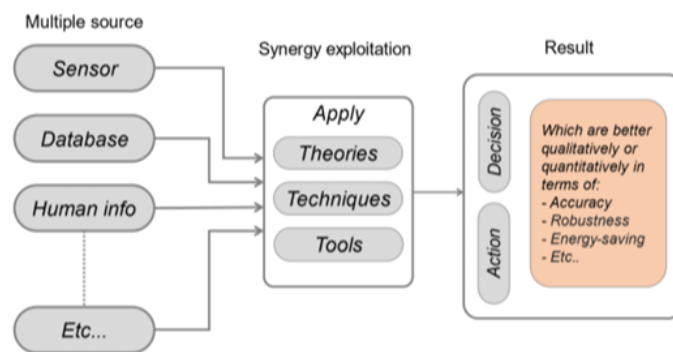 Multiple source
Sensor
Database
Human info
Etc...
Synergy exploitation
Apply
Theories
Techniques
Tools
Result
Decision
Action
Which are better
qualitatively or
quantitatively in
terms of:
- Accuracy
- Robustness
- Energy-saving
- Etc..